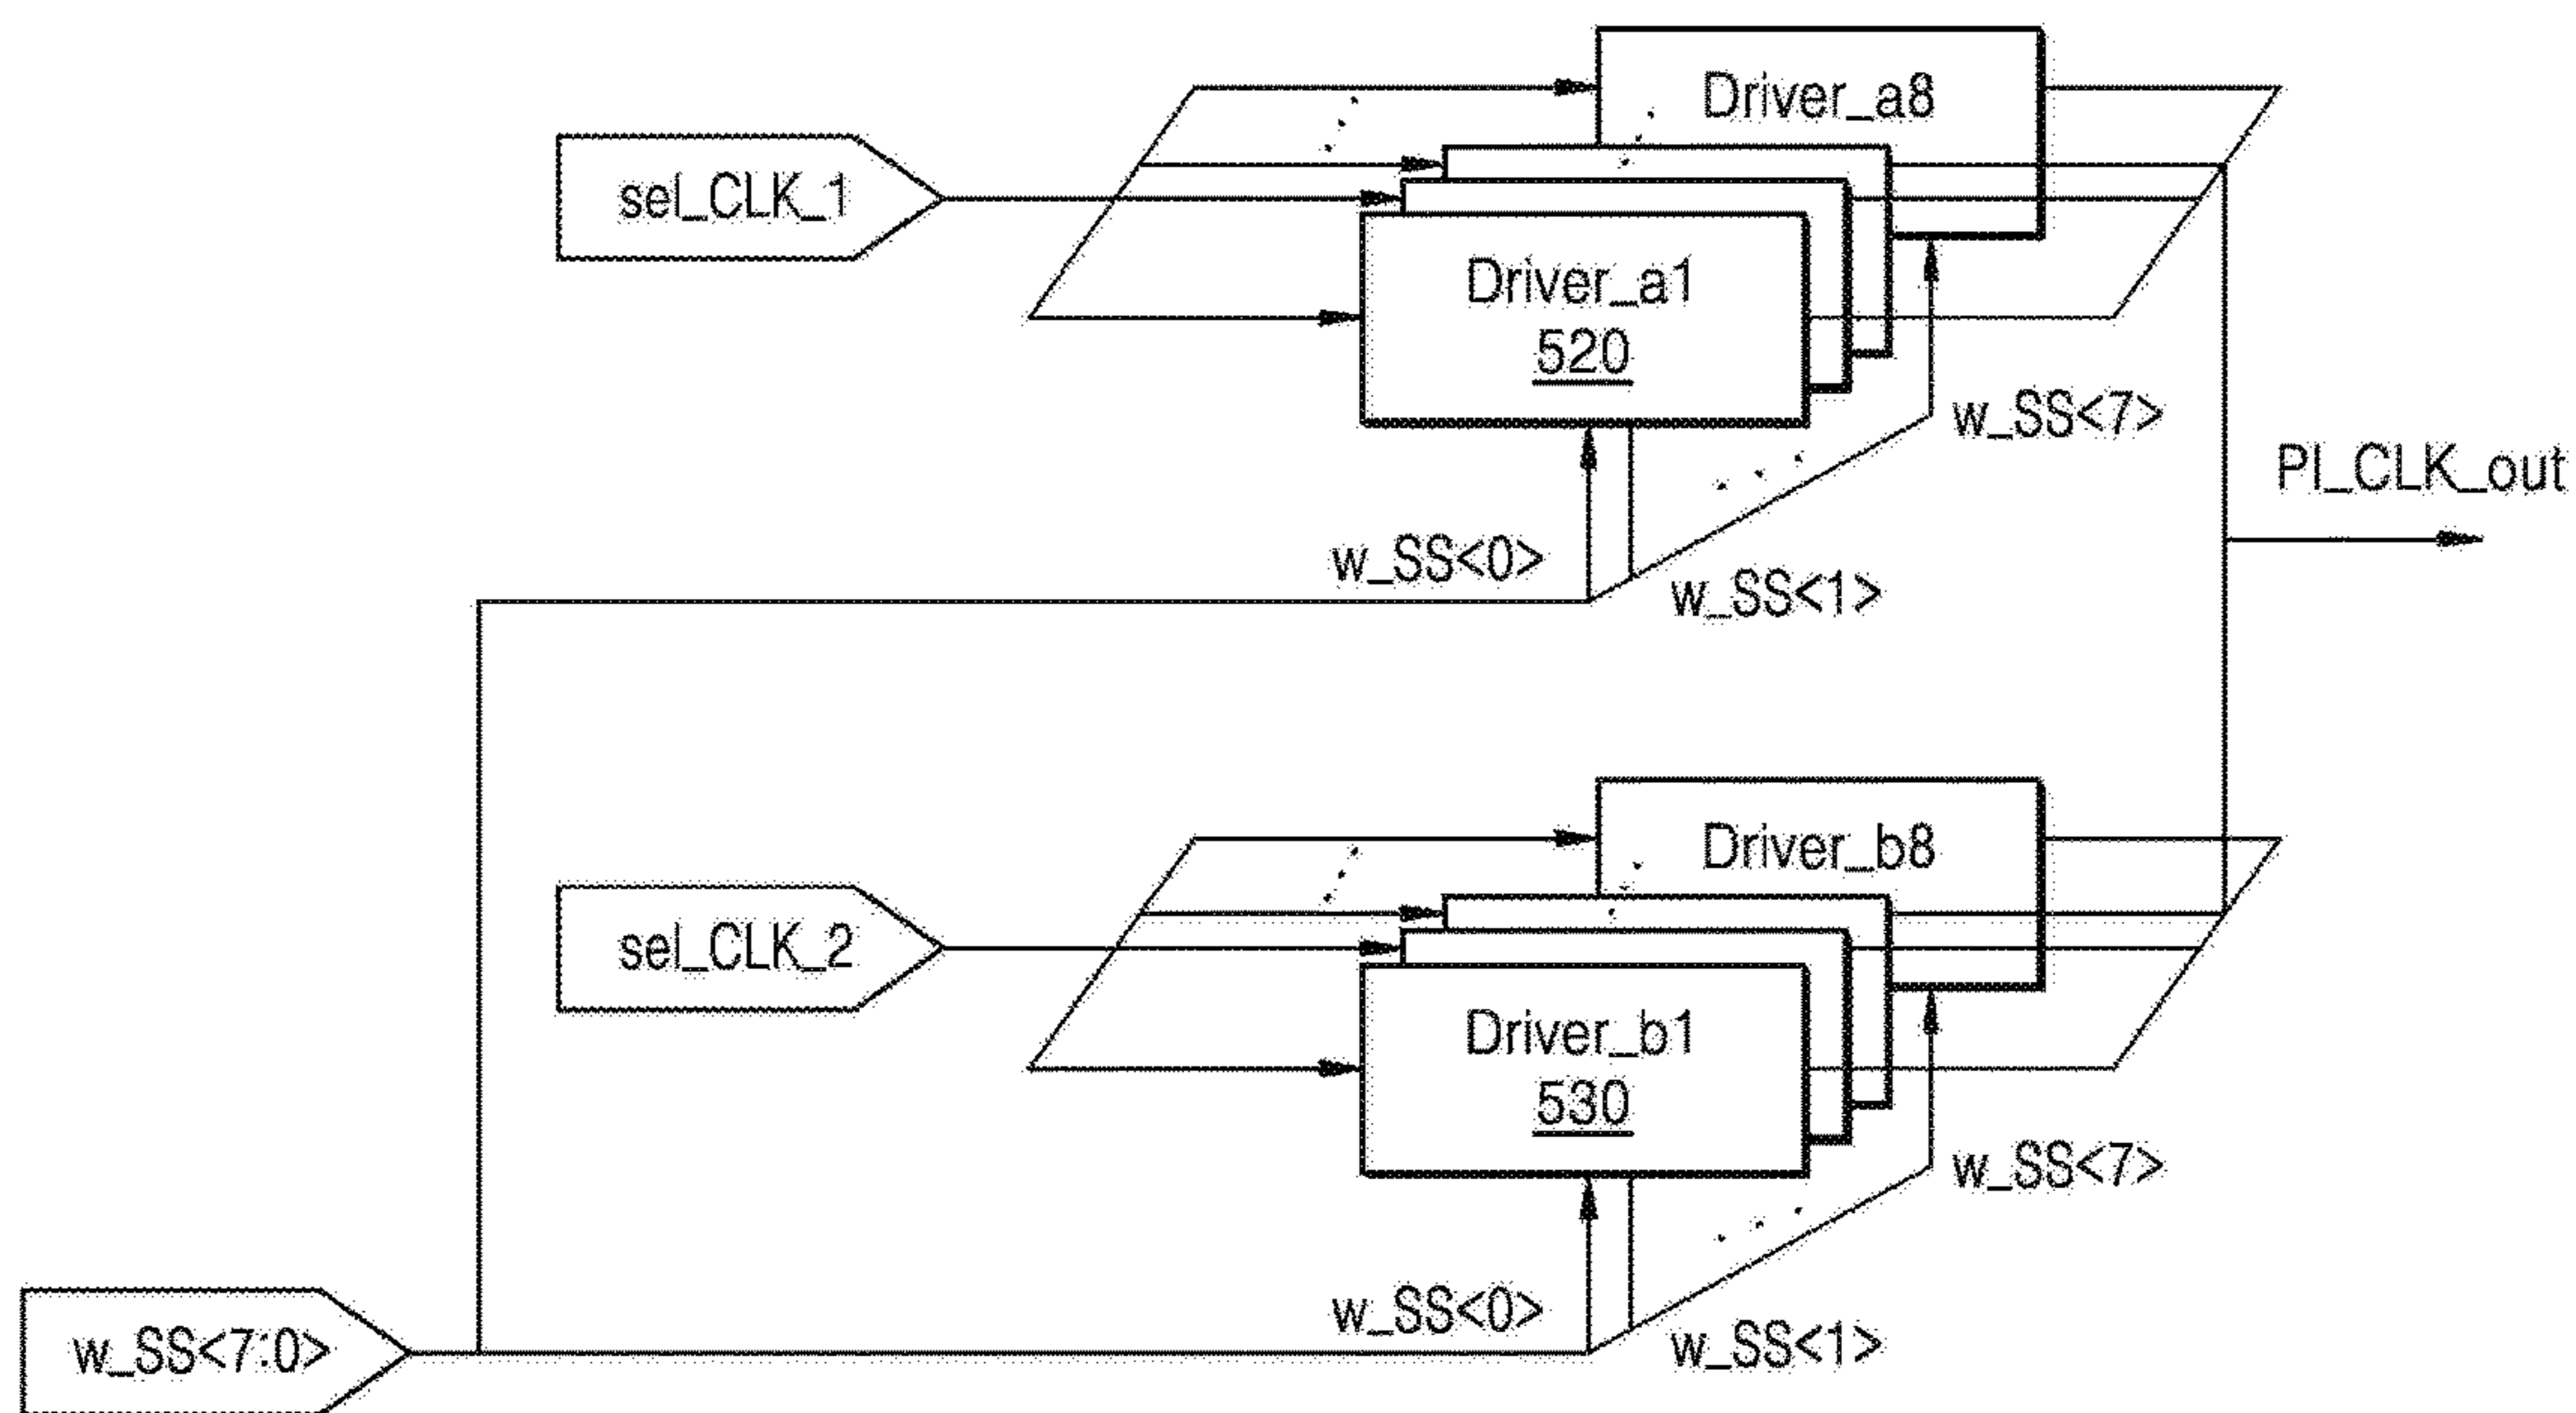 Driver_a8
sel_CLK_1
Driver_a1
520
w_SS<7>
PI_CLK_out
w_SS<0>
w_SS<1>
Driver_b8
sel_CLK_2
Driver_b1
530
w_SS<7>
w_SS<0>
w_SS<7:0>
w_SS<1>